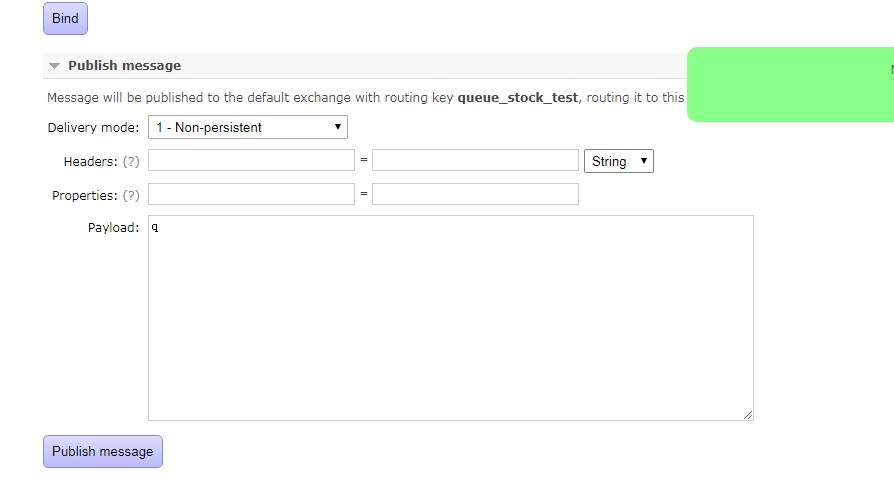 Bind
Publish message
Message will be published to the default exchange with routing key queue_stock_test, routing it to this
Delivery mode: 1 - Non-persistent
Headers: (?) = String
Properties: (?) =
Payload: q
Publish message